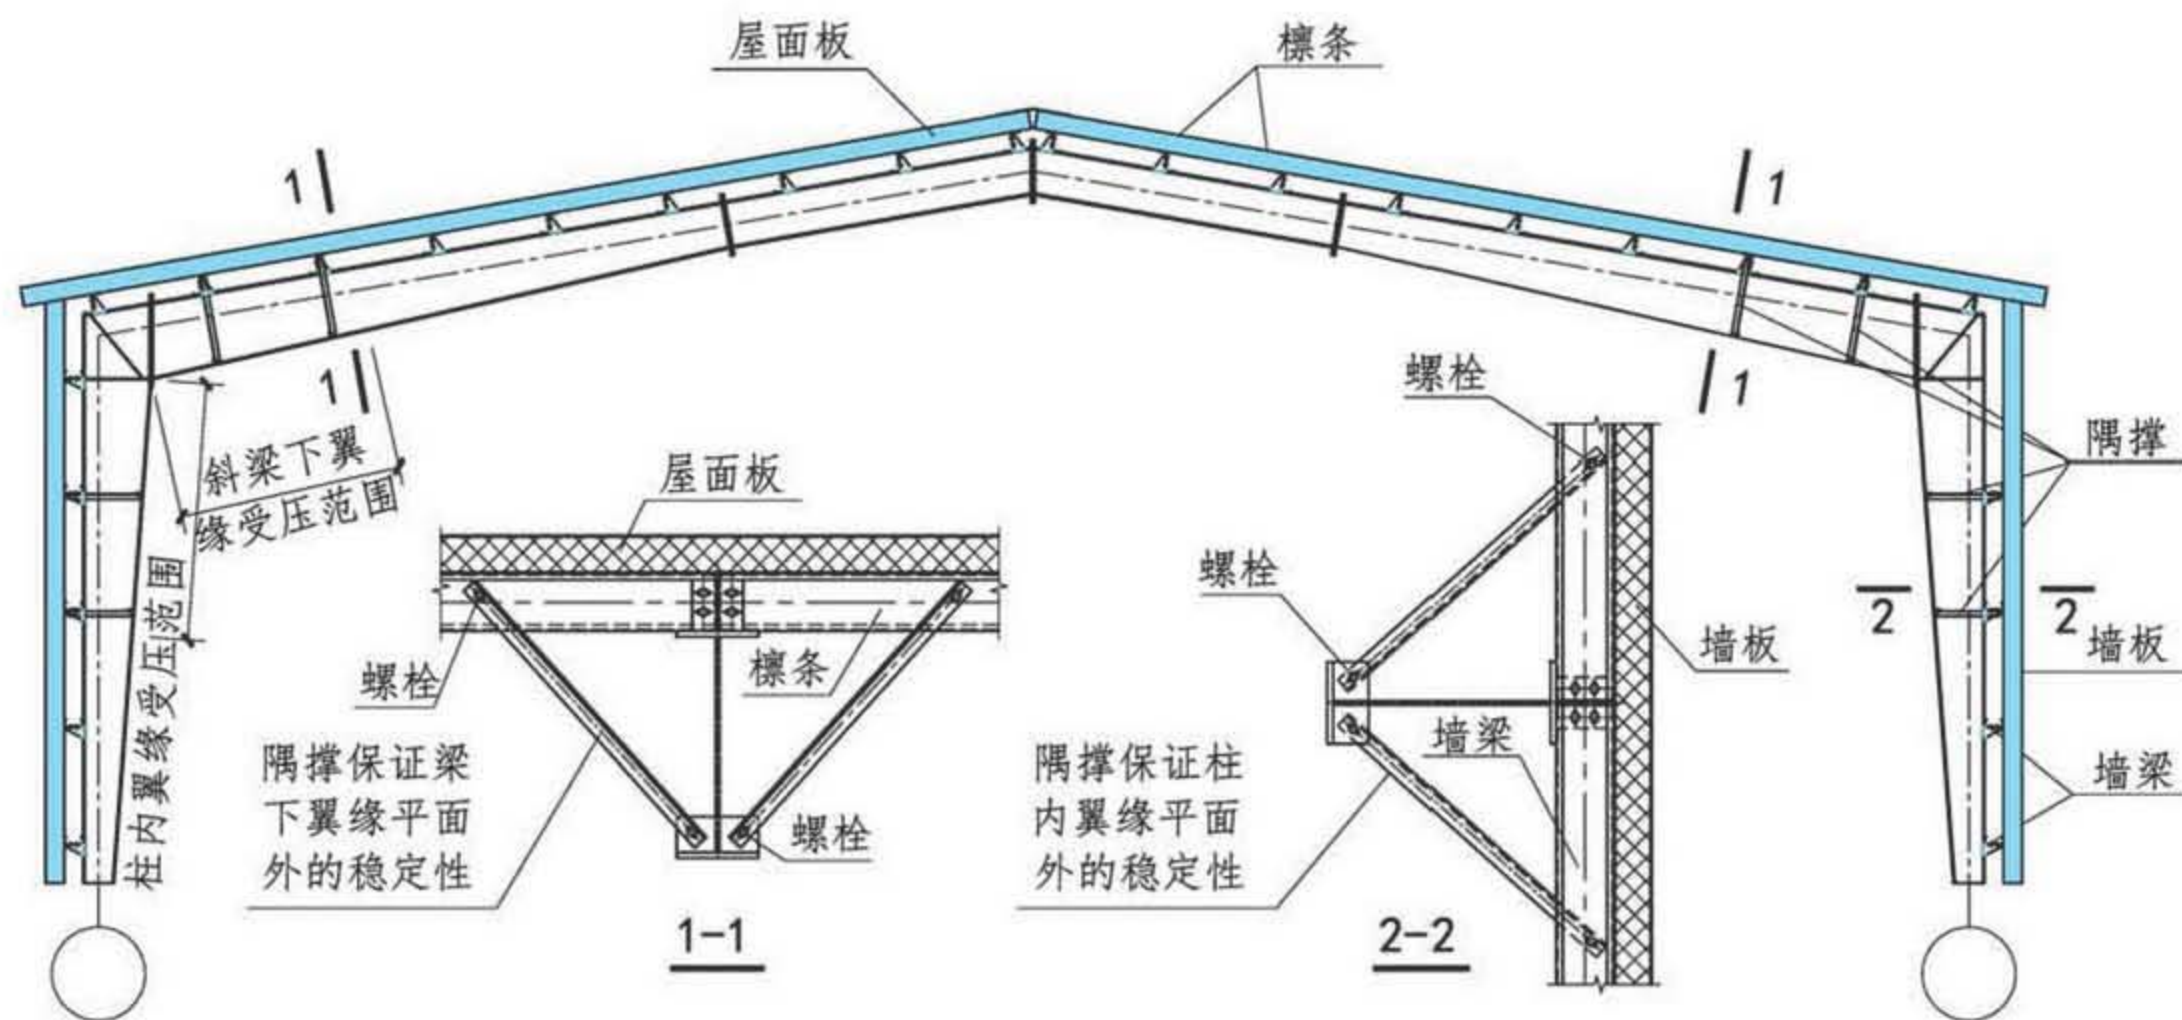 屋面板
檩条
1
1
1
1
斜梁下翼
缘受压范围
柱内翼缘受压范围
屋面板
螺栓
檩条
隅撑保证梁
下翼缘平面
外的稳定性
螺栓
1-1
螺栓
螺栓
墙板
墙梁
隅撑保证柱
内翼缘平面
外的稳定性
2-2
隅撑
2
2
墙板
墙梁